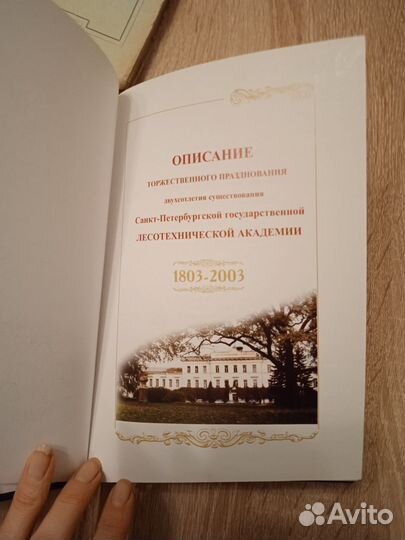 ОПИСАНИЕ
ТОРЖЕСТВЕННОГО ПРАЗДНОВАНИЯ
двухсотлетия существования
Санкт-Петербургской государственной
ЛЕСОТЕХНИЧЕСКОЙ АКАДЕМИИ
1803-2003
Avito